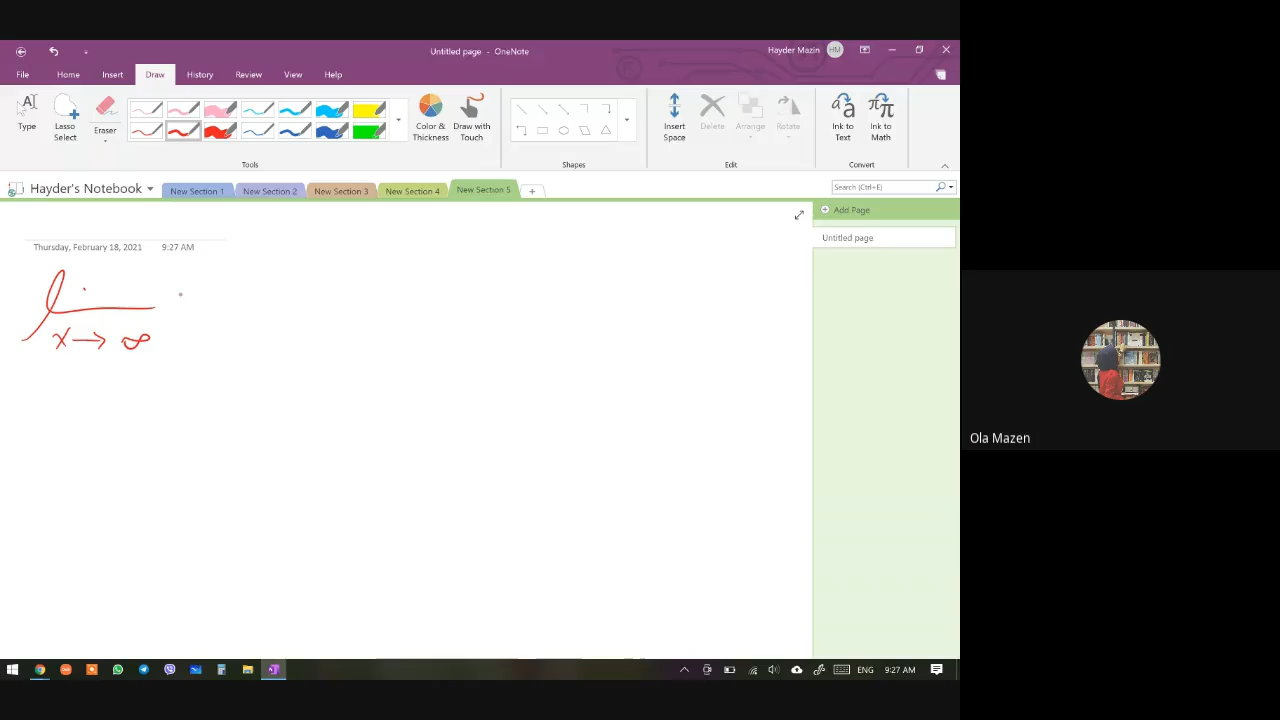 Untitled page - OneNote
Hayder Mazin
HM
File Home Insert Draw History Review View Help
Type
Lasso Select
Eraser
Color & Thickness
Draw with Touch
Insert Space
Delete
Arrange
Rotate
Ink to Text
Ink to Math
Tools
Shapes
Edit
Convert
Hayder's Notebook
New Section 1
New Section 2
New Section 3
New Section 4
New Section 5
Search (Ctrl+E)
Add Page
Untitled page
Thursday, February 18, 2021 9:27 AM
lim
x → ∞
Ola Mazen
ENG 9:27 AM